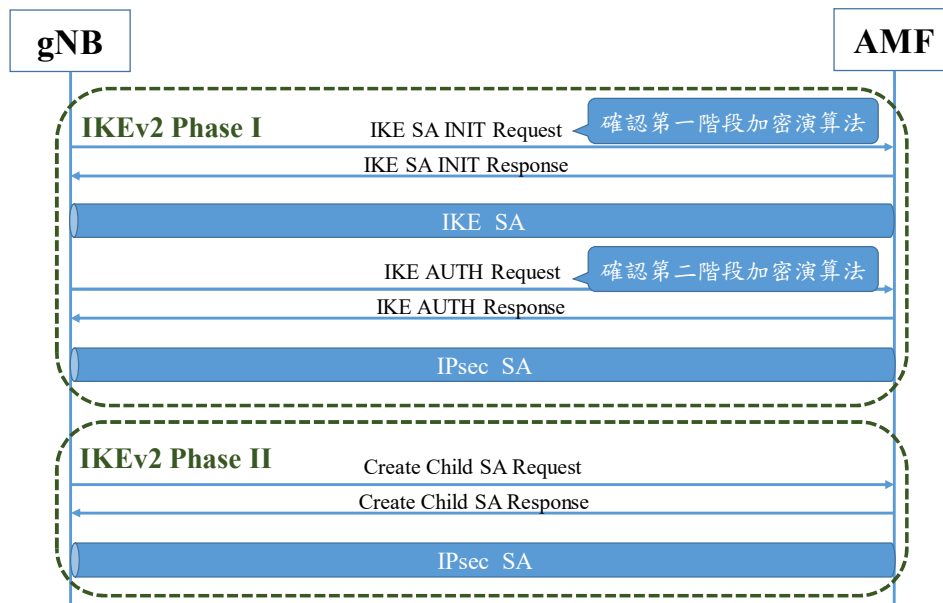 gNB
AMF
IKEv2 Phase I
IKE SA INIT Request
確認第一階段加密演算法
IKE SA INIT Response
IKE SA
IKE AUTH Request
確認第二階段加密演算法
IKE AUTH Response
IPsec SA
IKEv2 Phase II
Create Child SA Request
Create Child SA Response
IPsec SA